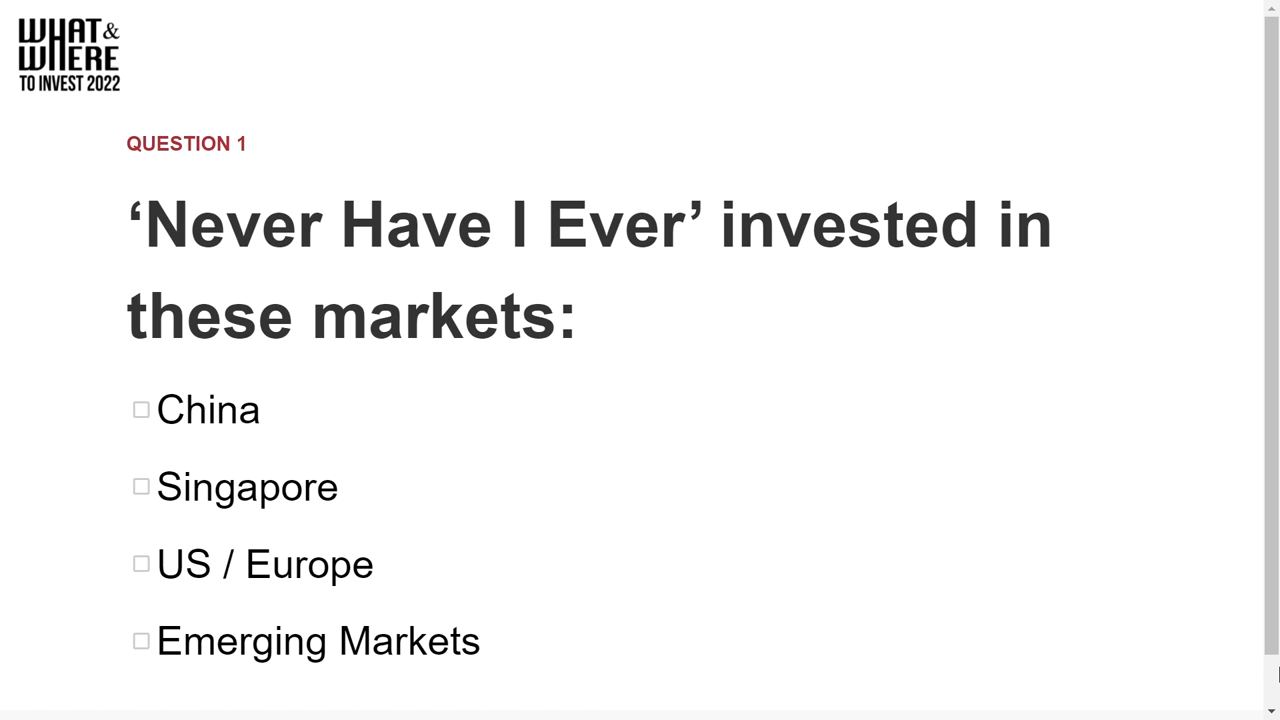 WHAT &
WHERE
TO INVEST 2022
QUESTION 1
‘Never Have I Ever’ invested in
these markets:
China
Singapore
US / Europe
Emerging Markets